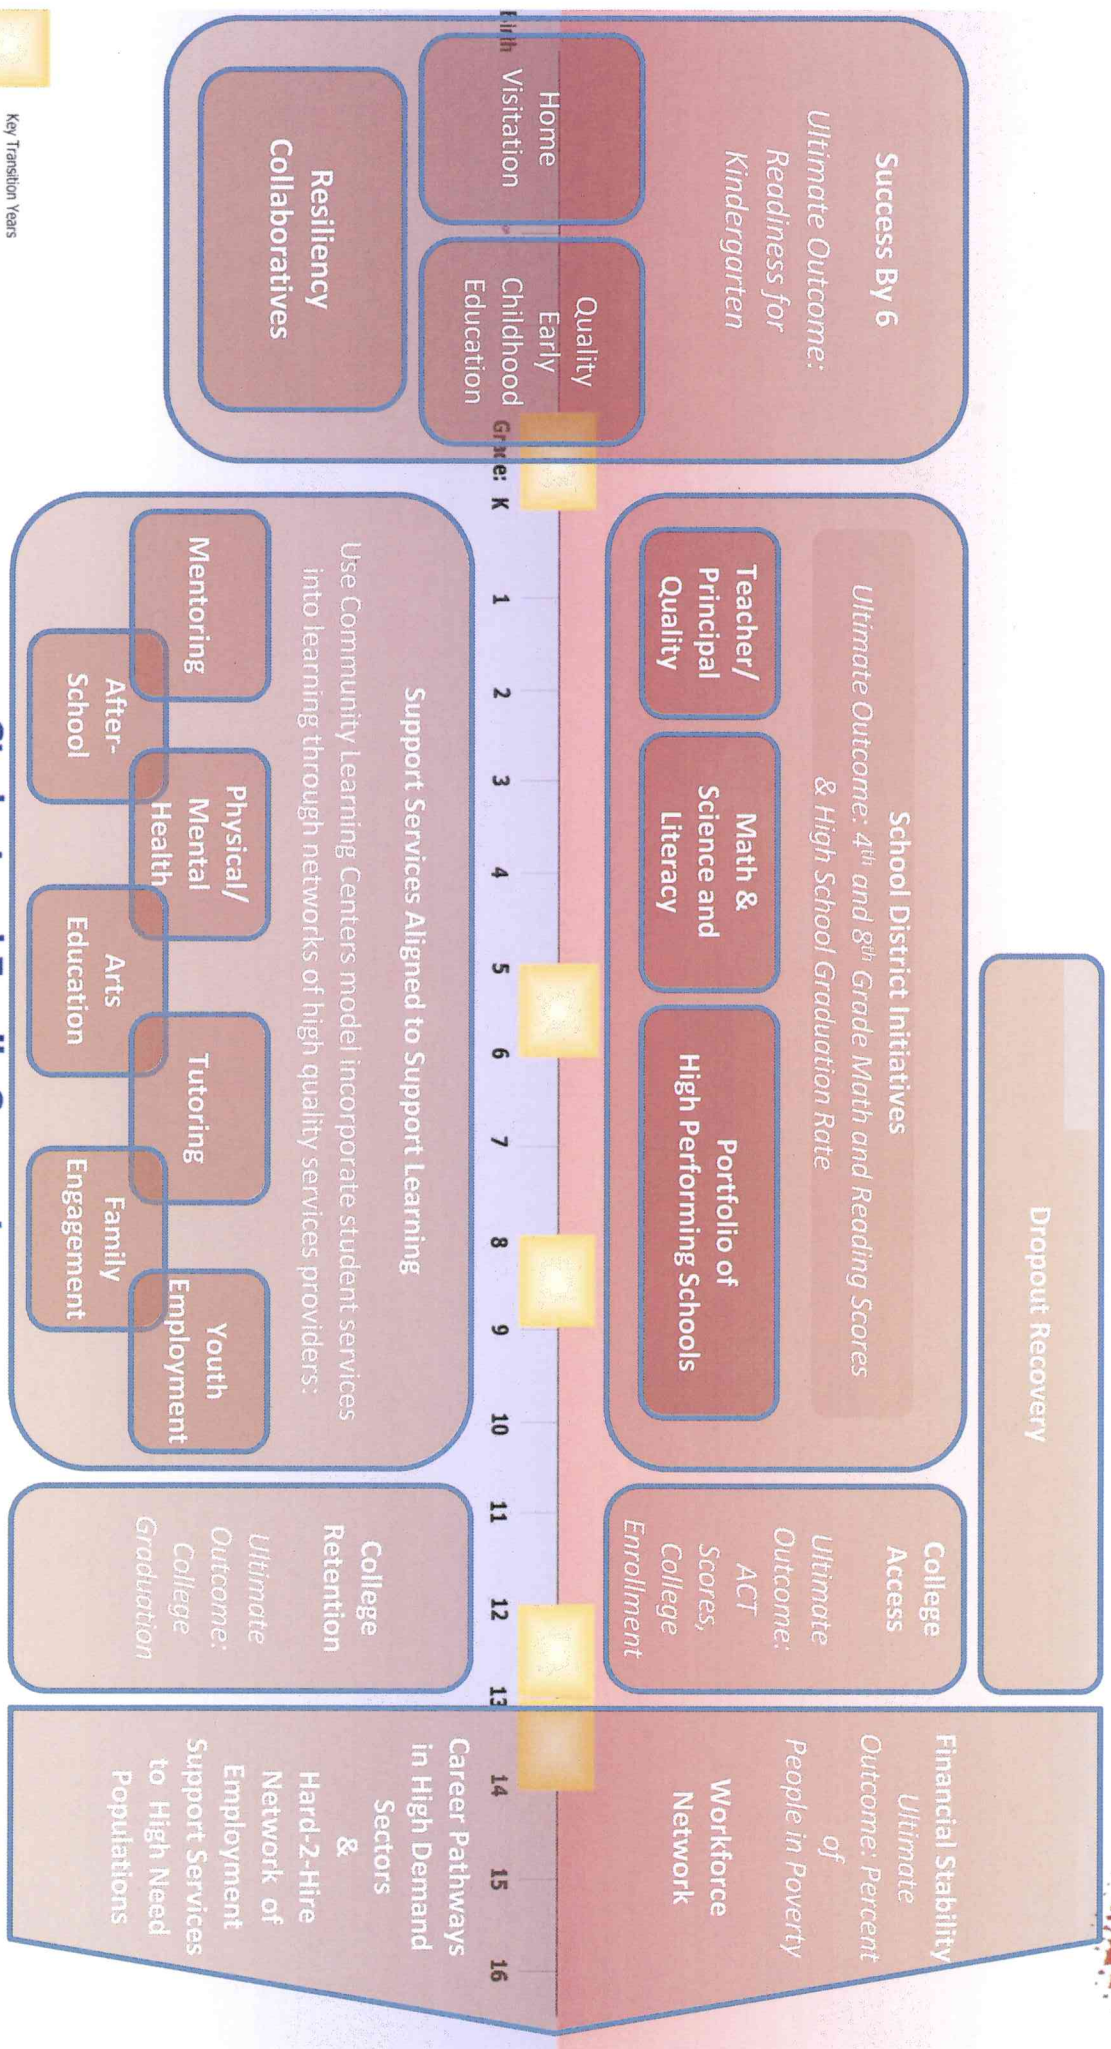 Success By 6
Ultimate Outcome:
Readiness for
Kindergarten
Home
Visitation
Quality
Early
Childhood
Education
Resiliency
Collaboratives
Dropout Recovery
School District Initiatives
Ultimate Outcome: 4th and 8th Grade Math and Reading Scores
& High School Graduation Rate
Teacher/
Principal
Quality
Math &
Science and
Literacy
Portfolio of
High Performing Schools
College
Access
Ultimate
Outcome:
ACT
Scores,
College
Enrollment
Financial Stability
Ultimate
Outcome: Percent
of
People in Poverty
Workforce
Network
Birth Grade: K 1 2 3 4 5 6 7 8 9 10 11 12 13 14 15 16
Support Services Aligned to Support Learning
Use Community Learning Centers model incorporate student services
into learning through networks of high quality services providers:
Mentoring
Physical/
Mental
Health
Tutoring
Youth
Employment
After-
School
Arts
Education
Family
Engagement
College
Retention
Ultimate
Outcome:
College
Graduation
Career Pathways
in High Demand
Sectors
&
Hard-2-Hire
Network of
Employment
Support Services
to High Need
Populations
Key Transition Years